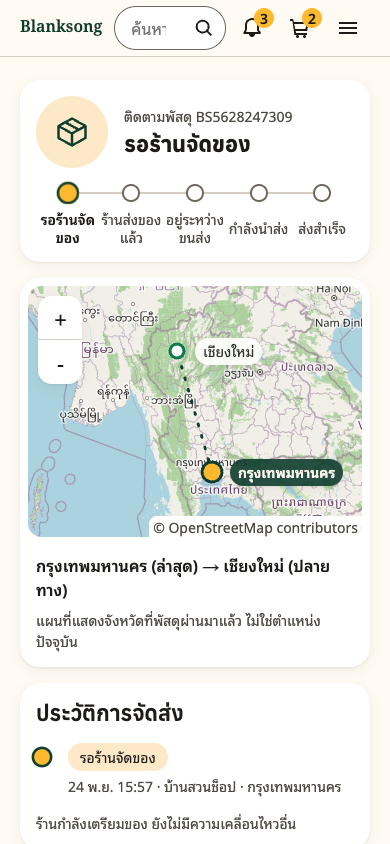 Blanksong
ค้นหา
3
2
ติดตามพัสดุ BS5628247309
รอร้านจัดของ
รอร้านจัดของ
ร้านส่งของแล้ว
อยู่ระหว่างขนส่ง
กำลังนำส่ง
ส่งสำเร็จ
+
-
Hà Nội
Nam Định
เชียงใหม่
ประเทศไทย
กรุงเทพมหานคร
© OpenStreetMap contributors
กรุงเทพมหานคร (ล่าสุด) → เชียงใหม่ (ปลาย
ทาง)
แผนที่แสดงจังหวัดที่พัสดุผ่านมาแล้ว ไม่ใช่ตำแหน่ง
ปัจจุบัน
ประวัติการจัดส่ง
รอร้านจัดของ
24 พ.ย. 15:57 · บ้านสวนช็อป · กรุงเทพมหานคร
ร้านกำลังเตรียมของ ยังไม่มีความเคลื่อนไหวอื่น